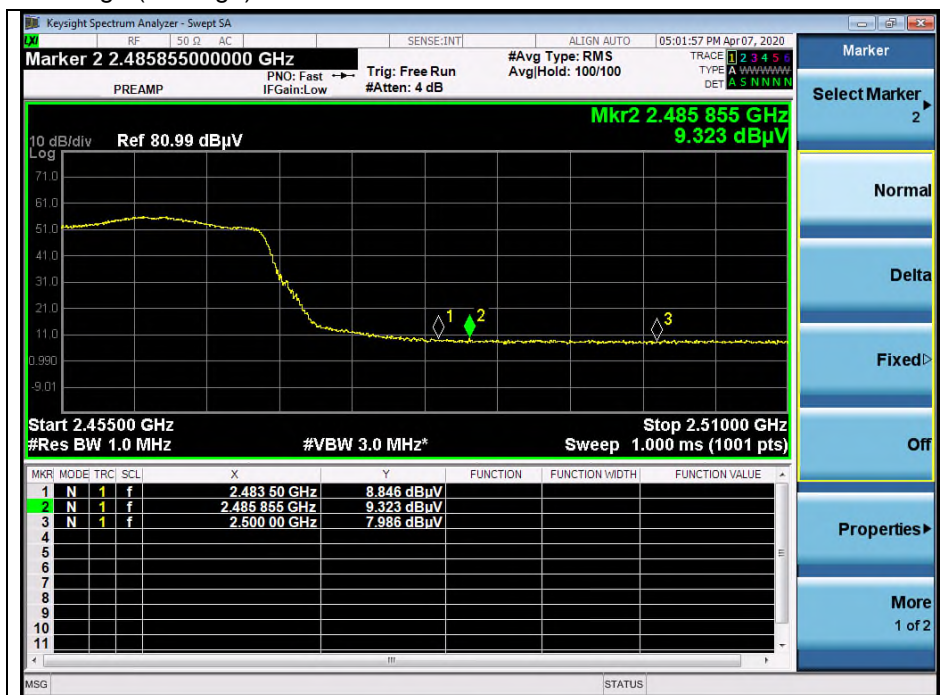 Keysight Spectrum Analyzer - Swept SA
LXI RF 50 Ω AC SENSE:INT ALIGN AUTO 05:01:57 PM Apr 07, 2020
Marker 2 2.485855000000 GHz
PREAMP
PNO: Fast
IFGain:Low
Trig: Free Run
#Atten: 4 dB
#Avg Type: RMS
Avg|Hold: 100/100
TRACE 1 2 3 4 5 6
TYPE A WWWWW
DET A S N N N N
Mkr2 2.485 855 GHz
9.323 dBµV
10 dB/div Ref 80.99 dBµV
Log
71.0
61.0
51.0
41.0
31.0
21.0
11.0
0.990
-9.01
1
2
3
Start 2.45500 GHz Stop 2.51000 GHz
#Res BW 1.0 MHz #VBW 3.0 MHz* Sweep 1.000 ms (1001 pts)
MKR MODE TRC SCL X Y FUNCTION FUNCTION WIDTH FUNCTION VALUE
1 N 1 f 2.483 50 GHz 8.846 dBµV
2 N 1 f 2.485 855 GHz 9.323 dBµV
3 N 1 f 2.500 00 GHz 7.986 dBµV
4
5
6
7
8
9
10
11
MSG STATUS
Marker
Select Marker
2
Normal
Delta
Fixed
Off
Properties
More
1 of 2